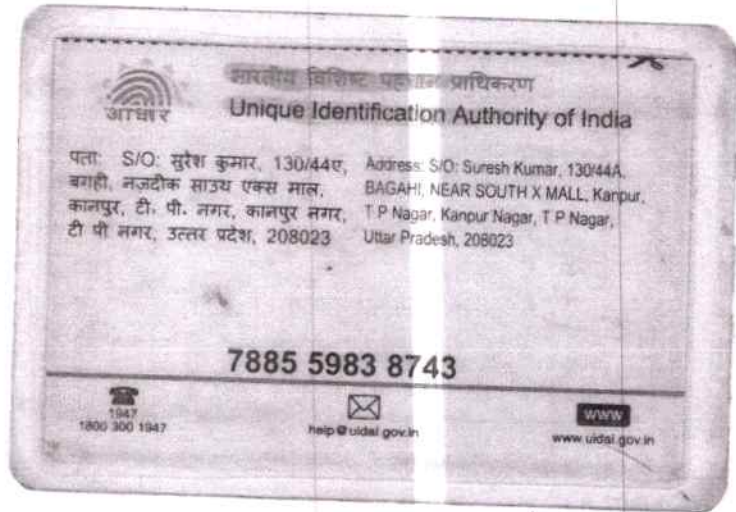 भारतीय विशिष्ट पहचान प्राधिकरण
आधार
Unique Identification Authority of India
पता: S/O: सुरेश कुमार, 130/44ए,
बगही, नज़दीक साउथ एक्स माल,
कानपुर, टी. पी. नगर, कानपुर नगर,
टी पी नगर, उत्तर प्रदेश, 208023
Address: S/O: Suresh Kumar, 130/44A,
BAGAHI, NEAR SOUTH X MALL, Kanpur,
T P Nagar, Kanpur Nagar, T P Nagar,
Uttar Pradesh, 208023
7885 5983 8743
1947
1800 300 1947
help@uidai.gov.in
www
www.uidai.gov.in